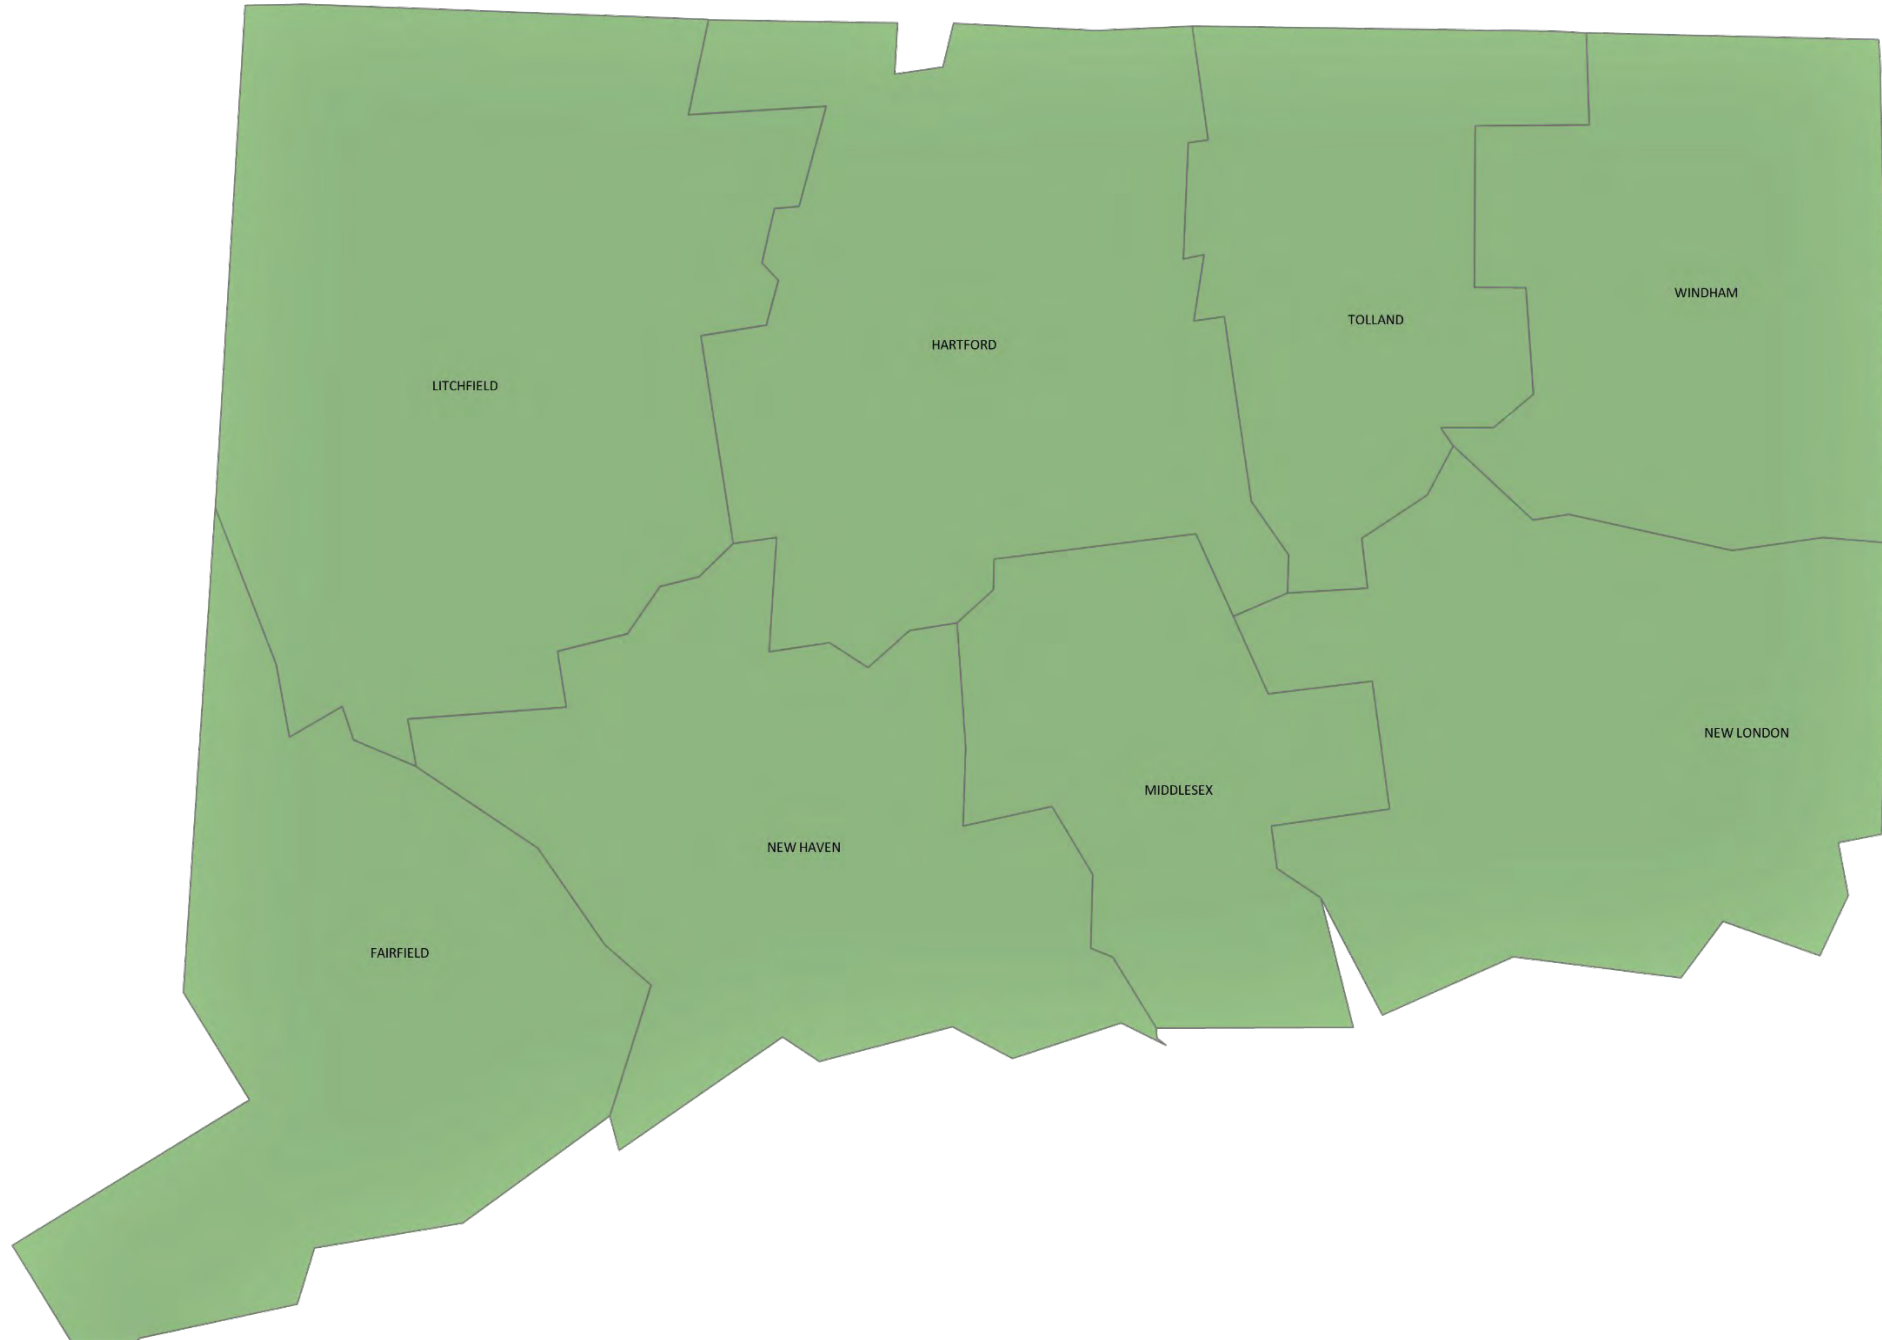 WINDHAM
TOLLAND
HARTFORD
LITCHFIELD
NEW LONDON
MIDDLESEX
NEW HAVEN
FAIRFIELD